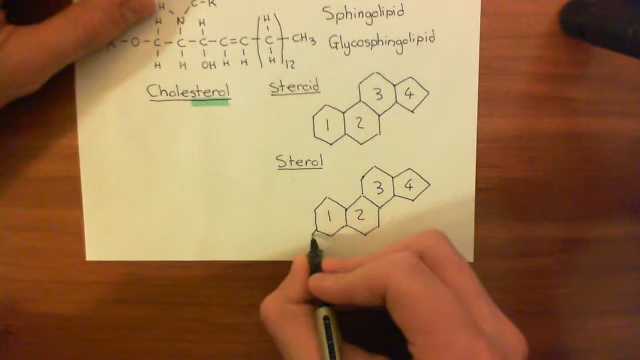 H C-R
H N H H
R-O-C-C-C-C=C-C-CH3
H H OH H H H 12
Sphingolipid
Glycosphingolipid
Cholesterol
Steroid
1 2 3 4
Sterol
1 2 3 4